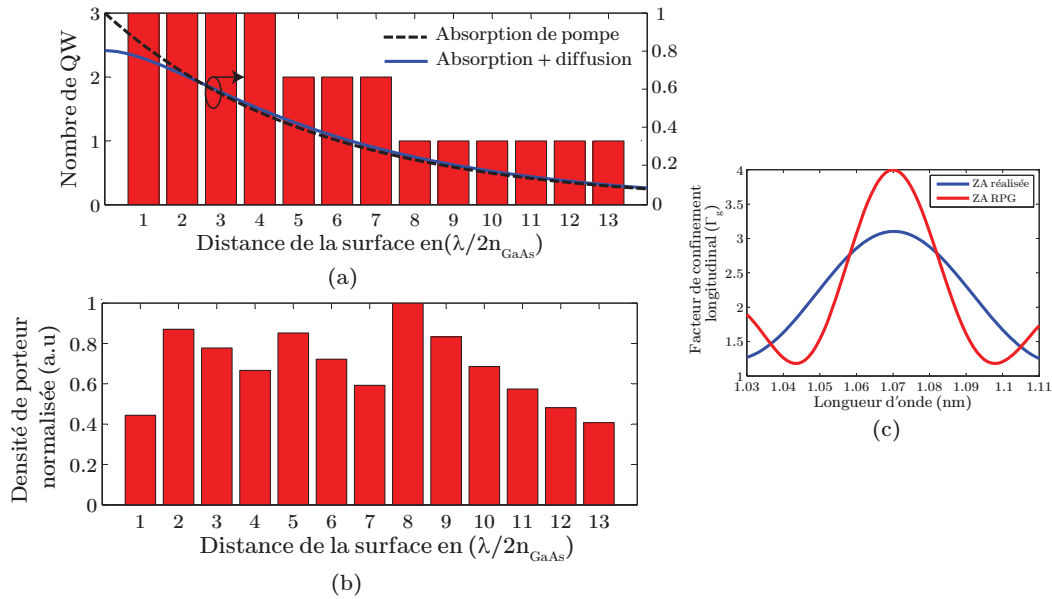 3
2
1
0
Nombre de QW
1
0.8
0.6
0.4
0.2
0
Absorption de pompe
Absorption + diffusion
1 2 3 4 5 6 7 8 9 10 11 12 13
Distance de la surface en(λ/2n_GaAs)
(a)
1
0.8
0.6
0.4
0.2
0
Densité de porteur
normalisée (a.u)
1 2 3 4 5 6 7 8 9 10 11 12 13
Distance de la surface en (λ/2n_GaAs)
(b)
4
3.5
3
2.5
2
1.5
1
Facteur de confinement
longitudinal (Γ_g)
ZA réalisée
ZA RPG
1.03 1.04 1.05 1.06 1.07 1.08 1.09 1.1 1.11
Longueur d'onde (nm)
(c)